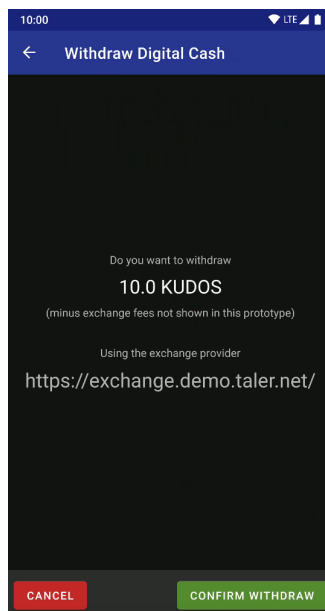 10:00 LTE
Withdraw Digital Cash
Do you want to withdraw
10.0 KUDOS
(minus exchange fees not shown in this prototype)
Using the exchange provider
https://exchange.demo.taler.net/
CANCEL CONFIRM WITHDRAW